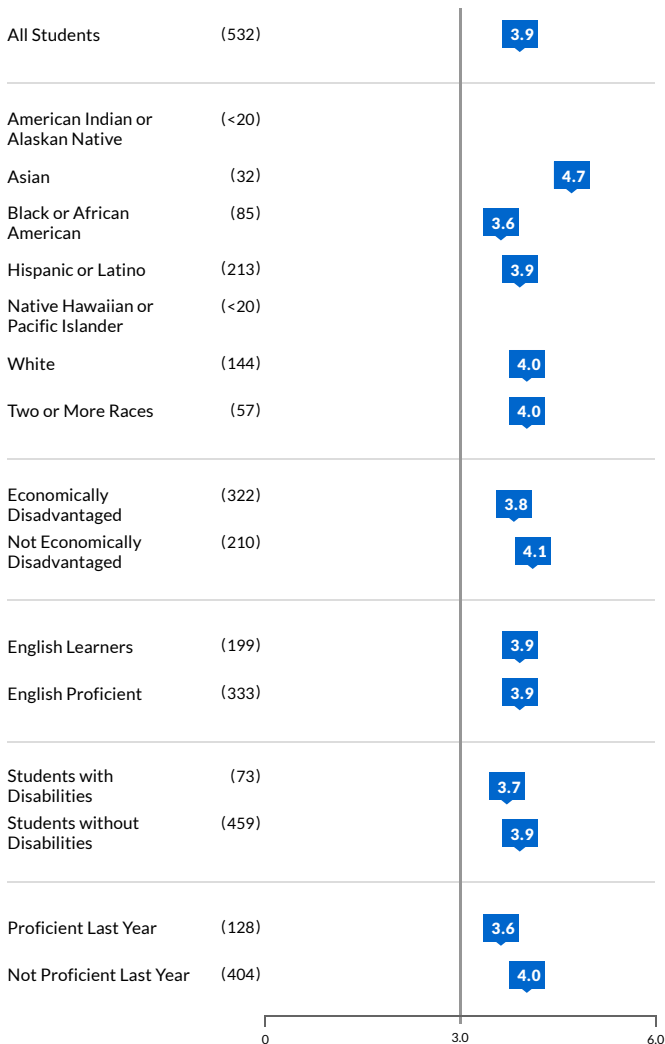 All Students (532) 3.9
American Indian or (<20)
Alaskan Native
Asian (32) 4.7
Black or African (85) 3.6
American
Hispanic or Latino (213) 3.9
Native Hawaiian or (<20)
Pacific Islander
White (144) 4.0
Two or More Races (57) 4.0
Economically (322) 3.8
Disadvantaged
Not Economically (210) 4.1
Disadvantaged
English Learners (199) 3.9
English Proficient (333) 3.9
Students with (73) 3.7
Disabilities
Students without (459) 3.9
Disabilities
Proficient Last Year (128) 3.6
Not Proficient Last Year (404) 4.0
0 3.0 6.0